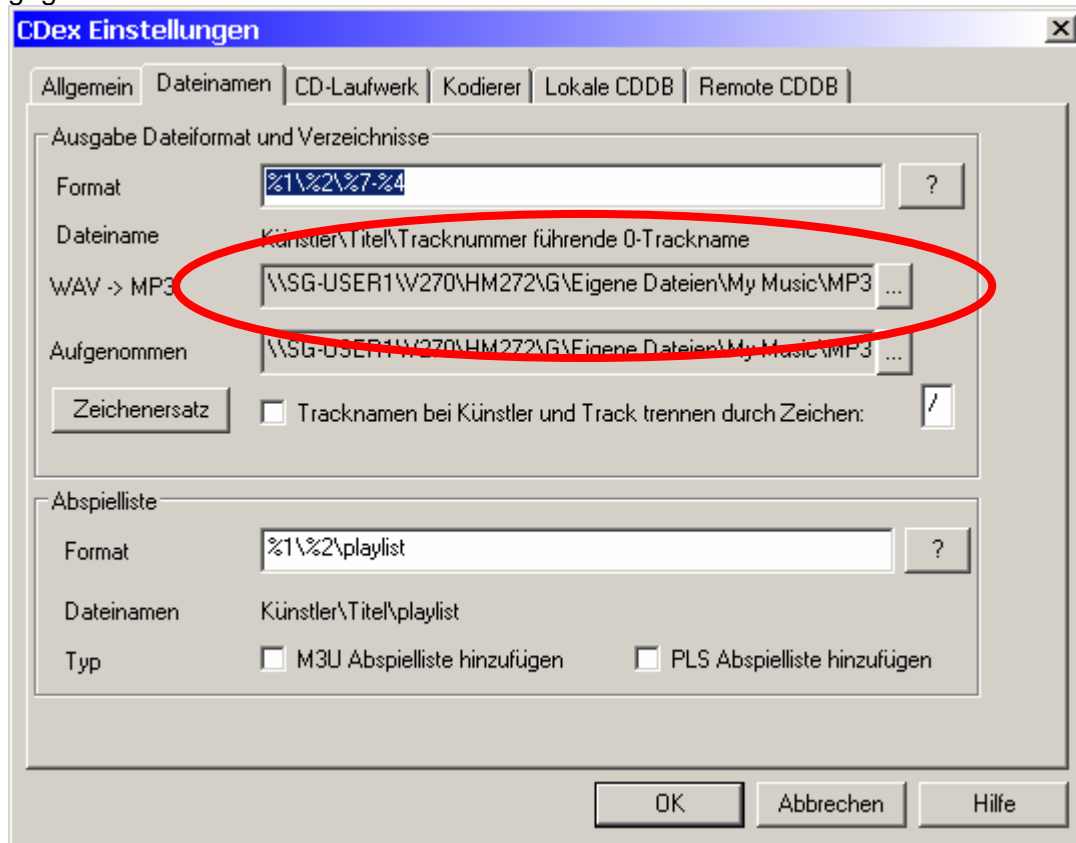 CDex Einstellungen
Allgemein Dateinamen CD-Laufwerk Kodierer Lokale CDDB Remote CDDB
Ausgabe Dateiformat und Verzeichnisse
Format %1\%2\%7-%4 ?
Dateiname Künstler\Titel\Tracknummer führende 0-Trackname
WAV -> MP3 \\SG-USER1\V270\HM272\G\Eigene Dateien\My Music\MP3 ...
Aufgenommen \\SG-USER1\V270\HM272\G\Eigene Dateien\My Music\MP3 ...
Zeichenersatz Tracknamen bei Künstler und Track trennen durch Zeichen: /
Abspielliste
Format %1\%2\playlist ?
Dateinamen Künstler\Titel\playlist
Typ M3U Abspielliste hinzufügen PLS Abspielliste hinzufügen
OK Abbrechen Hilfe